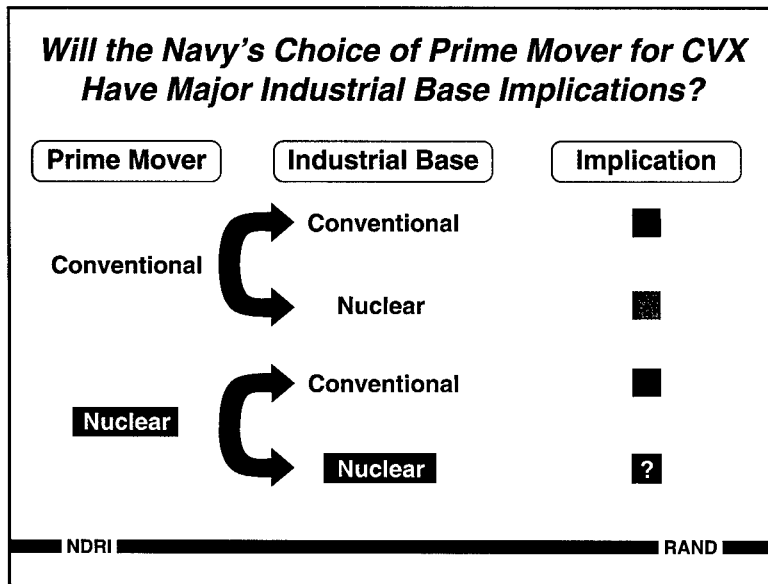 Will the Navy's Choice of Prime Mover for CVX
Have Major Industrial Base Implications?
Prime Mover Industrial Base Implication
Conventional
Conventional
Nuclear
Nuclear
Conventional
Nuclear
?
NDRI RAND